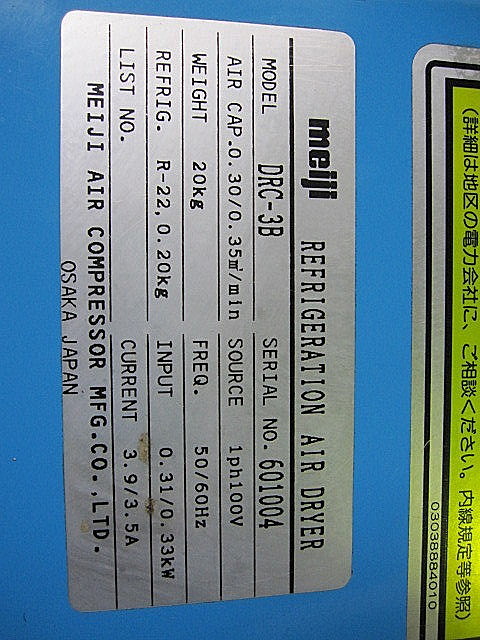 meiji REFRIGERATION AIR DRYER
MODEL DRC-3B SERIAL NO. 601004
AIR CAP. 0.30/0.35㎥/min SOURCE 1ph100V
WEIGHT 20kg FREQ. 50/60Hz
REFRIG. R-22, 0.20kg INPUT 0.31/0.33kW
LIST NO. CURRENT 3.9/3.5A
MEIJI AIR COMPRESSOR MFG.CO.,LTD.
OSAKA JAPAN
(詳細は地区の電力会社に、ご相談ください。内線規定等参照)
03038884010